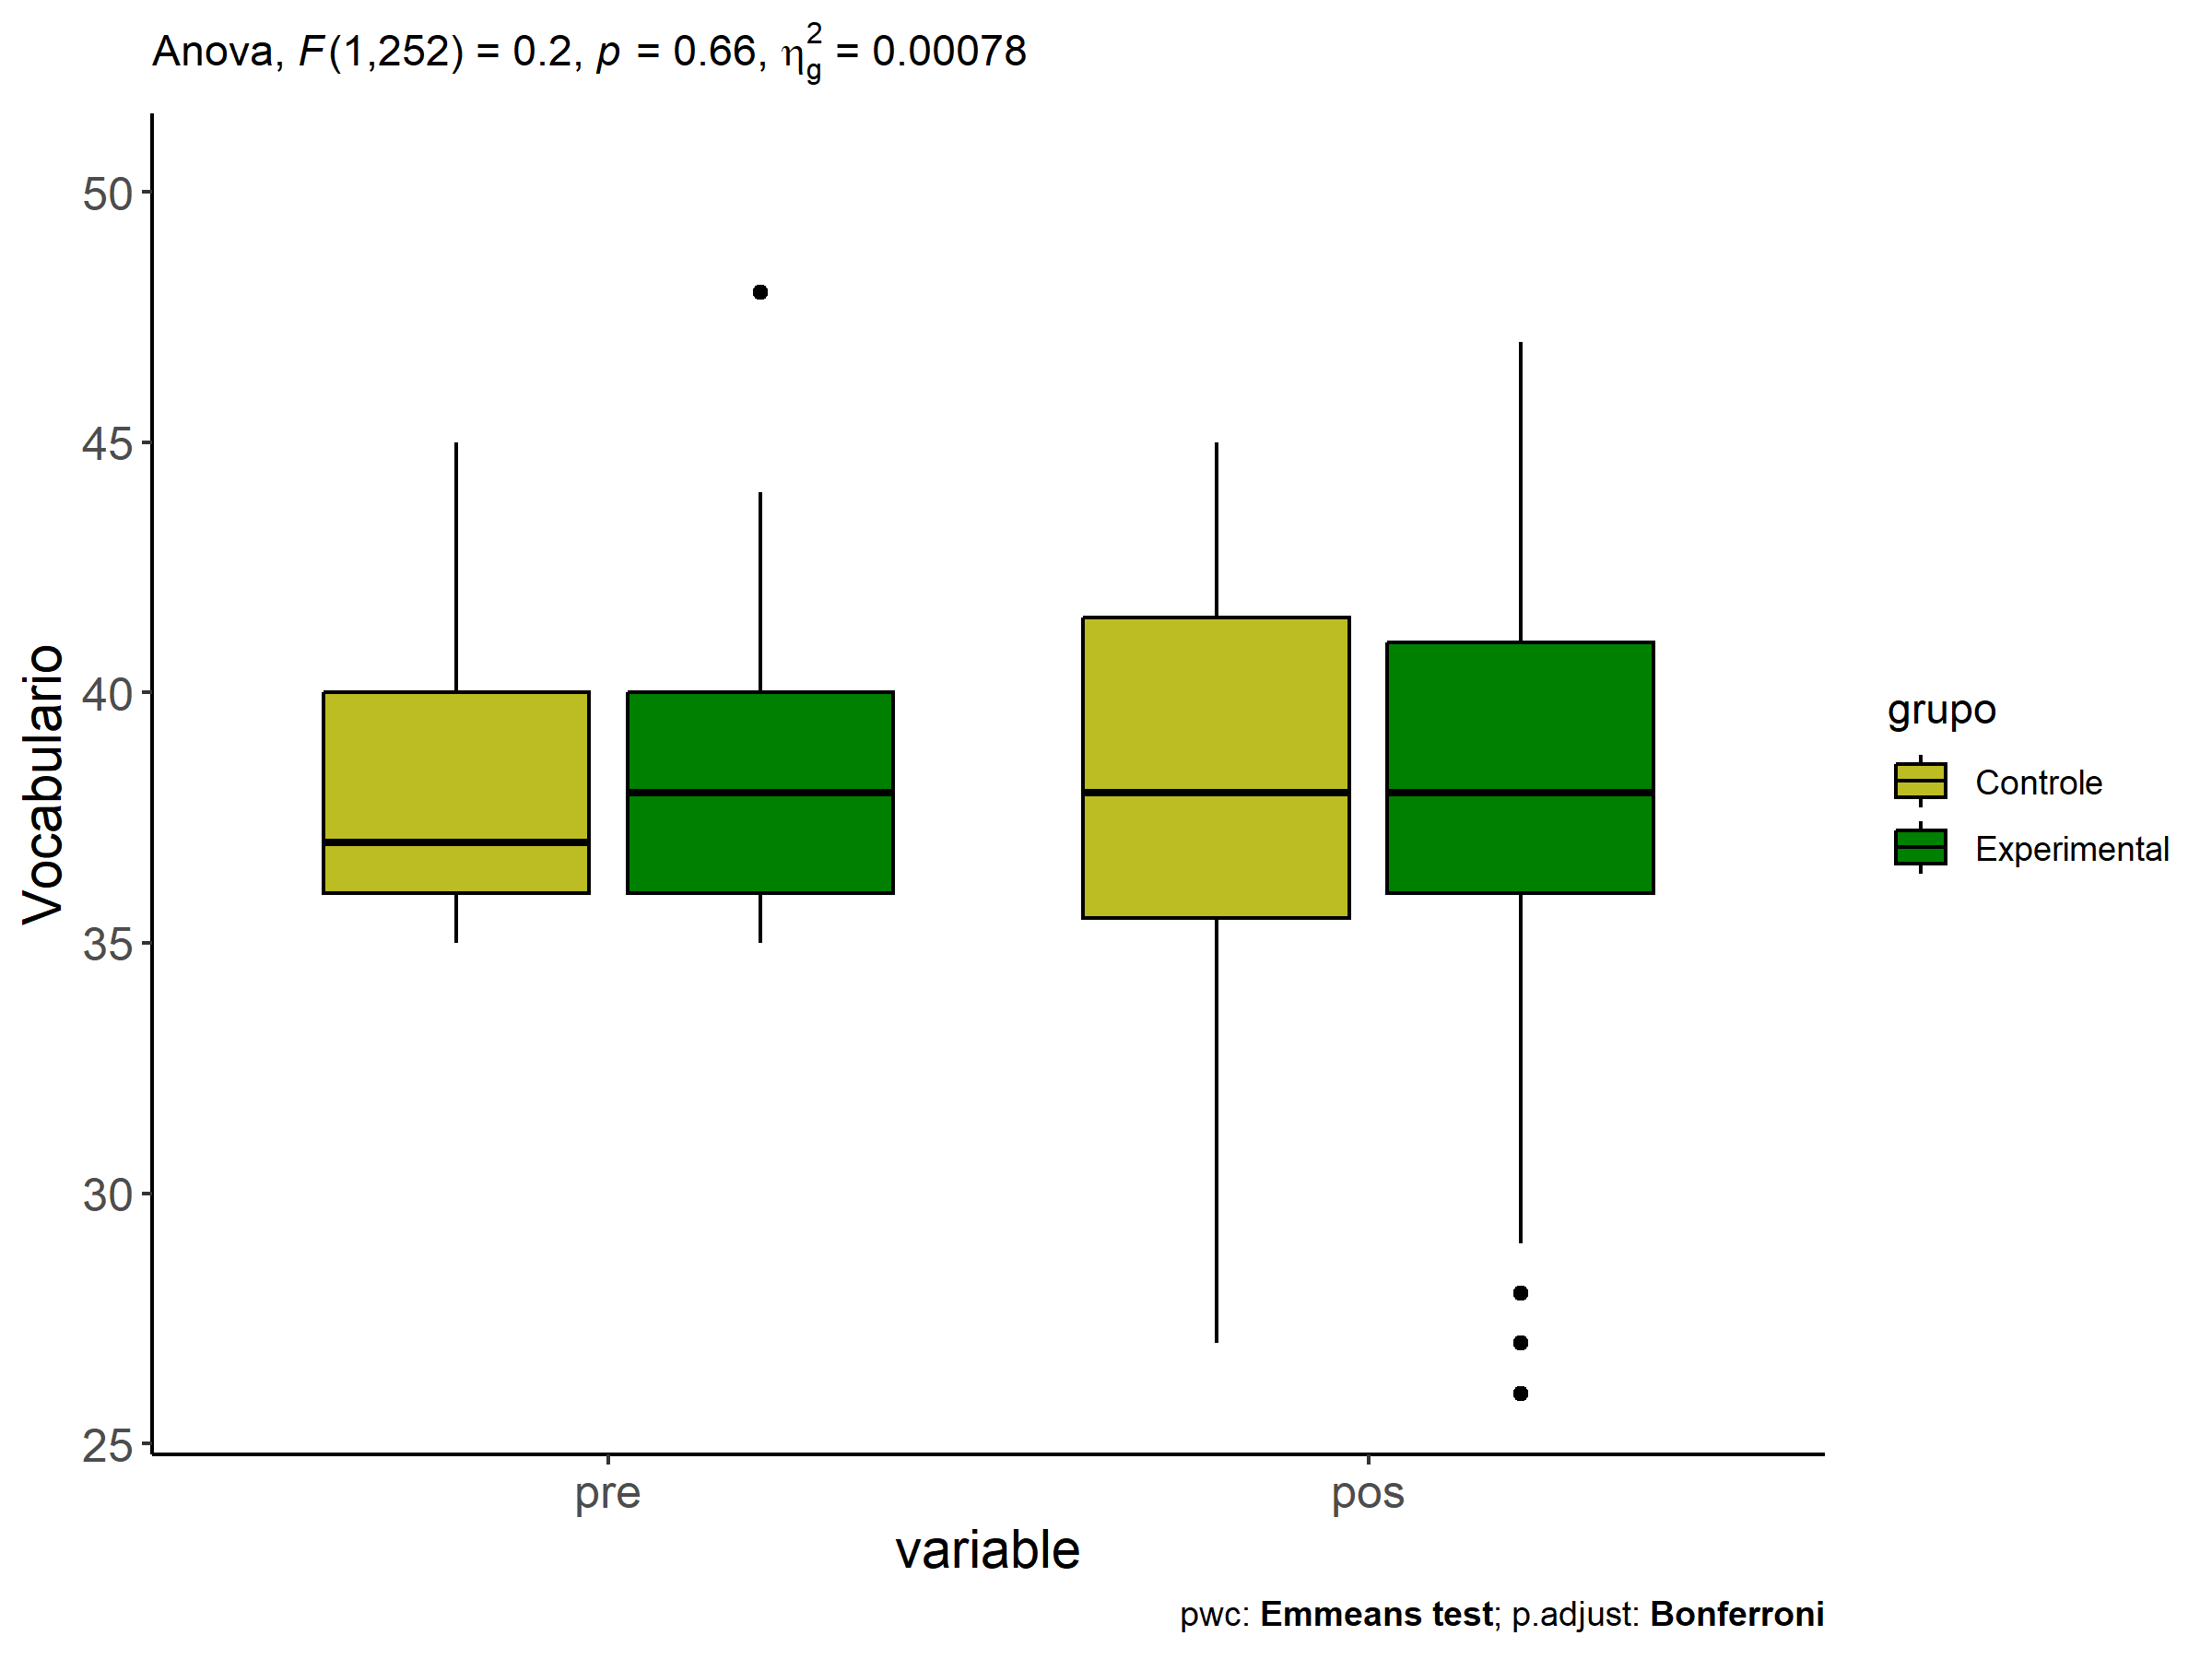 Anova, F(1,252) = 0.2, p = 0.66, η²g = 0.00078
Vocabulario
50
45
40
35
30
25
pre
pos
variable
grupo
Controle
Experimental
pwc: Emmeans test; p.adjust: Bonferroni